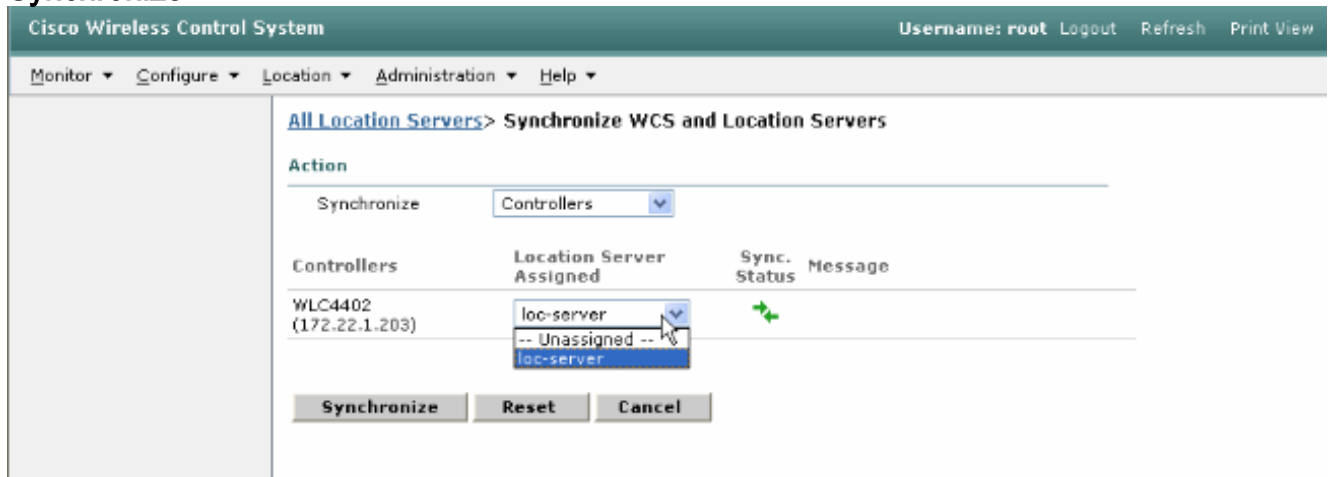 Synchronize
Cisco Wireless Control System Username: root Logout Refresh Print View
Monitor Configure Location Administration Help
All Location Servers> Synchronize WCS and Location Servers
Action
Synchronize Controllers
Controllers Location Server Assigned Sync. Status Message
WLC4402
(172.22.1.203)
loc-server
-- Unassigned --
loc-server
Synchronize Reset Cancel